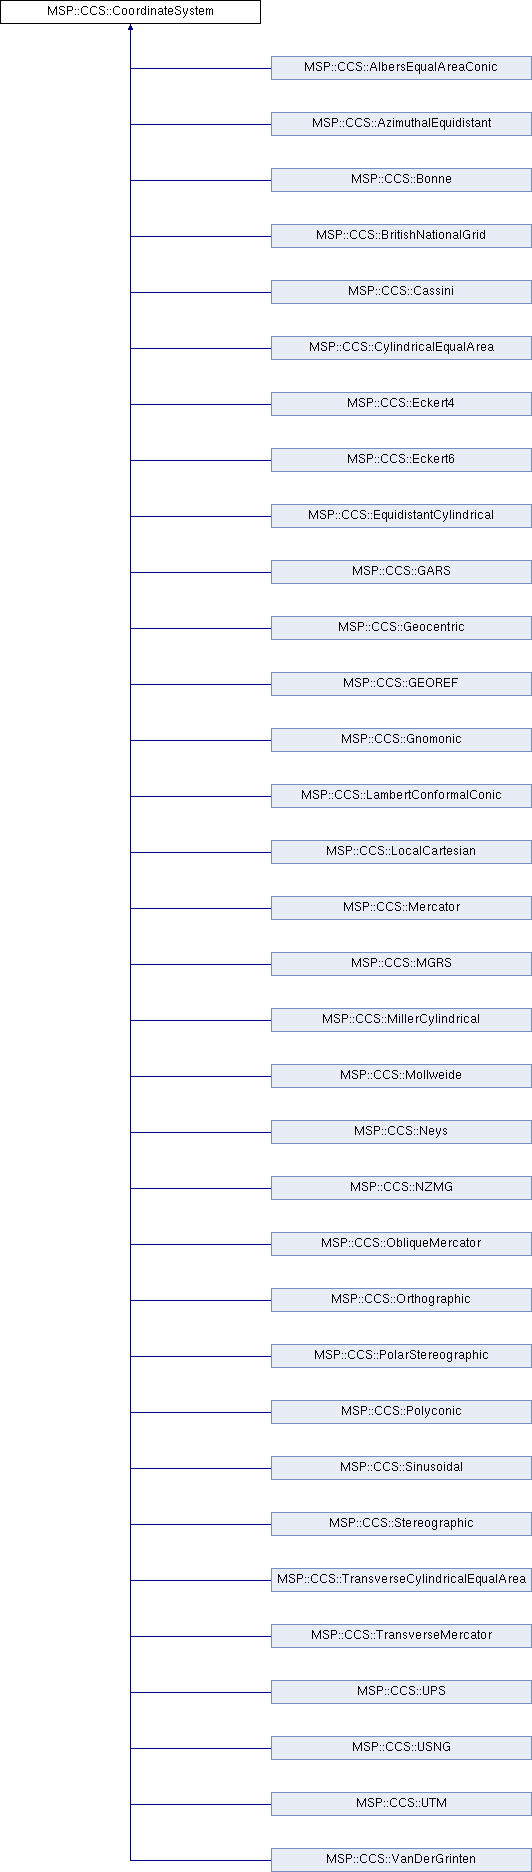 MSP::CCS::CoordinateSystem
MSP::CCS::AlbersEqualAreaConic
MSP::CCS::AzimuthalEquidistant
MSP::CCS::Bonne
MSP::CCS::BritishNationalGrid
MSP::CCS::Cassini
MSP::CCS::CylindricalEqualArea
MSP::CCS::Eckert4
MSP::CCS::Eckert6
MSP::CCS::EquidistantCylindrical
MSP::CCS::GARS
MSP::CCS::Geocentric
MSP::CCS::GEOREF
MSP::CCS::Gnomonic
MSP::CCS::LambertConformalConic
MSP::CCS::LocalCartesian
MSP::CCS::Mercator
MSP::CCS::MGRS
MSP::CCS::MillerCylindrical
MSP::CCS::Mollweide
MSP::CCS::Neys
MSP::CCS::NZMG
MSP::CCS::ObliqueMercator
MSP::CCS::Orthographic
MSP::CCS::PolarStereographic
MSP::CCS::Polyconic
MSP::CCS::Sinusoidal
MSP::CCS::Stereographic
MSP::CCS::TransverseCylindricalEqualArea
MSP::CCS::TransverseMercator
MSP::CCS::UPS
MSP::CCS::USNG
MSP::CCS::UTM
MSP::CCS::VanDerGrinten